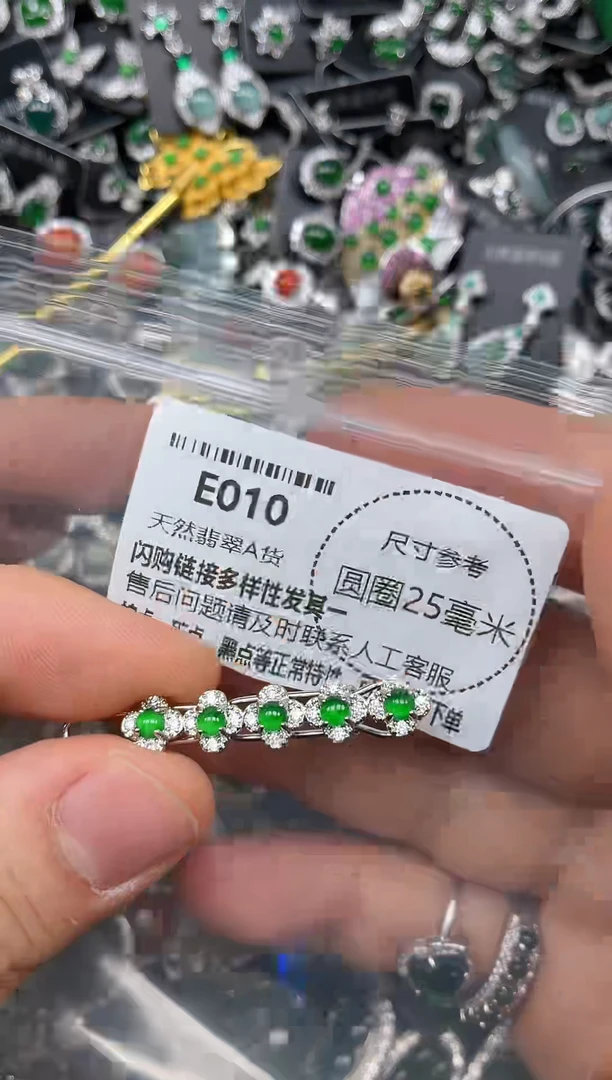 E010
天然翡翠A货
闪购链接多样性发其一
售后问题请及时联系人工客服
黑点等正常特性
下单
尺寸参考
圆圈25毫米